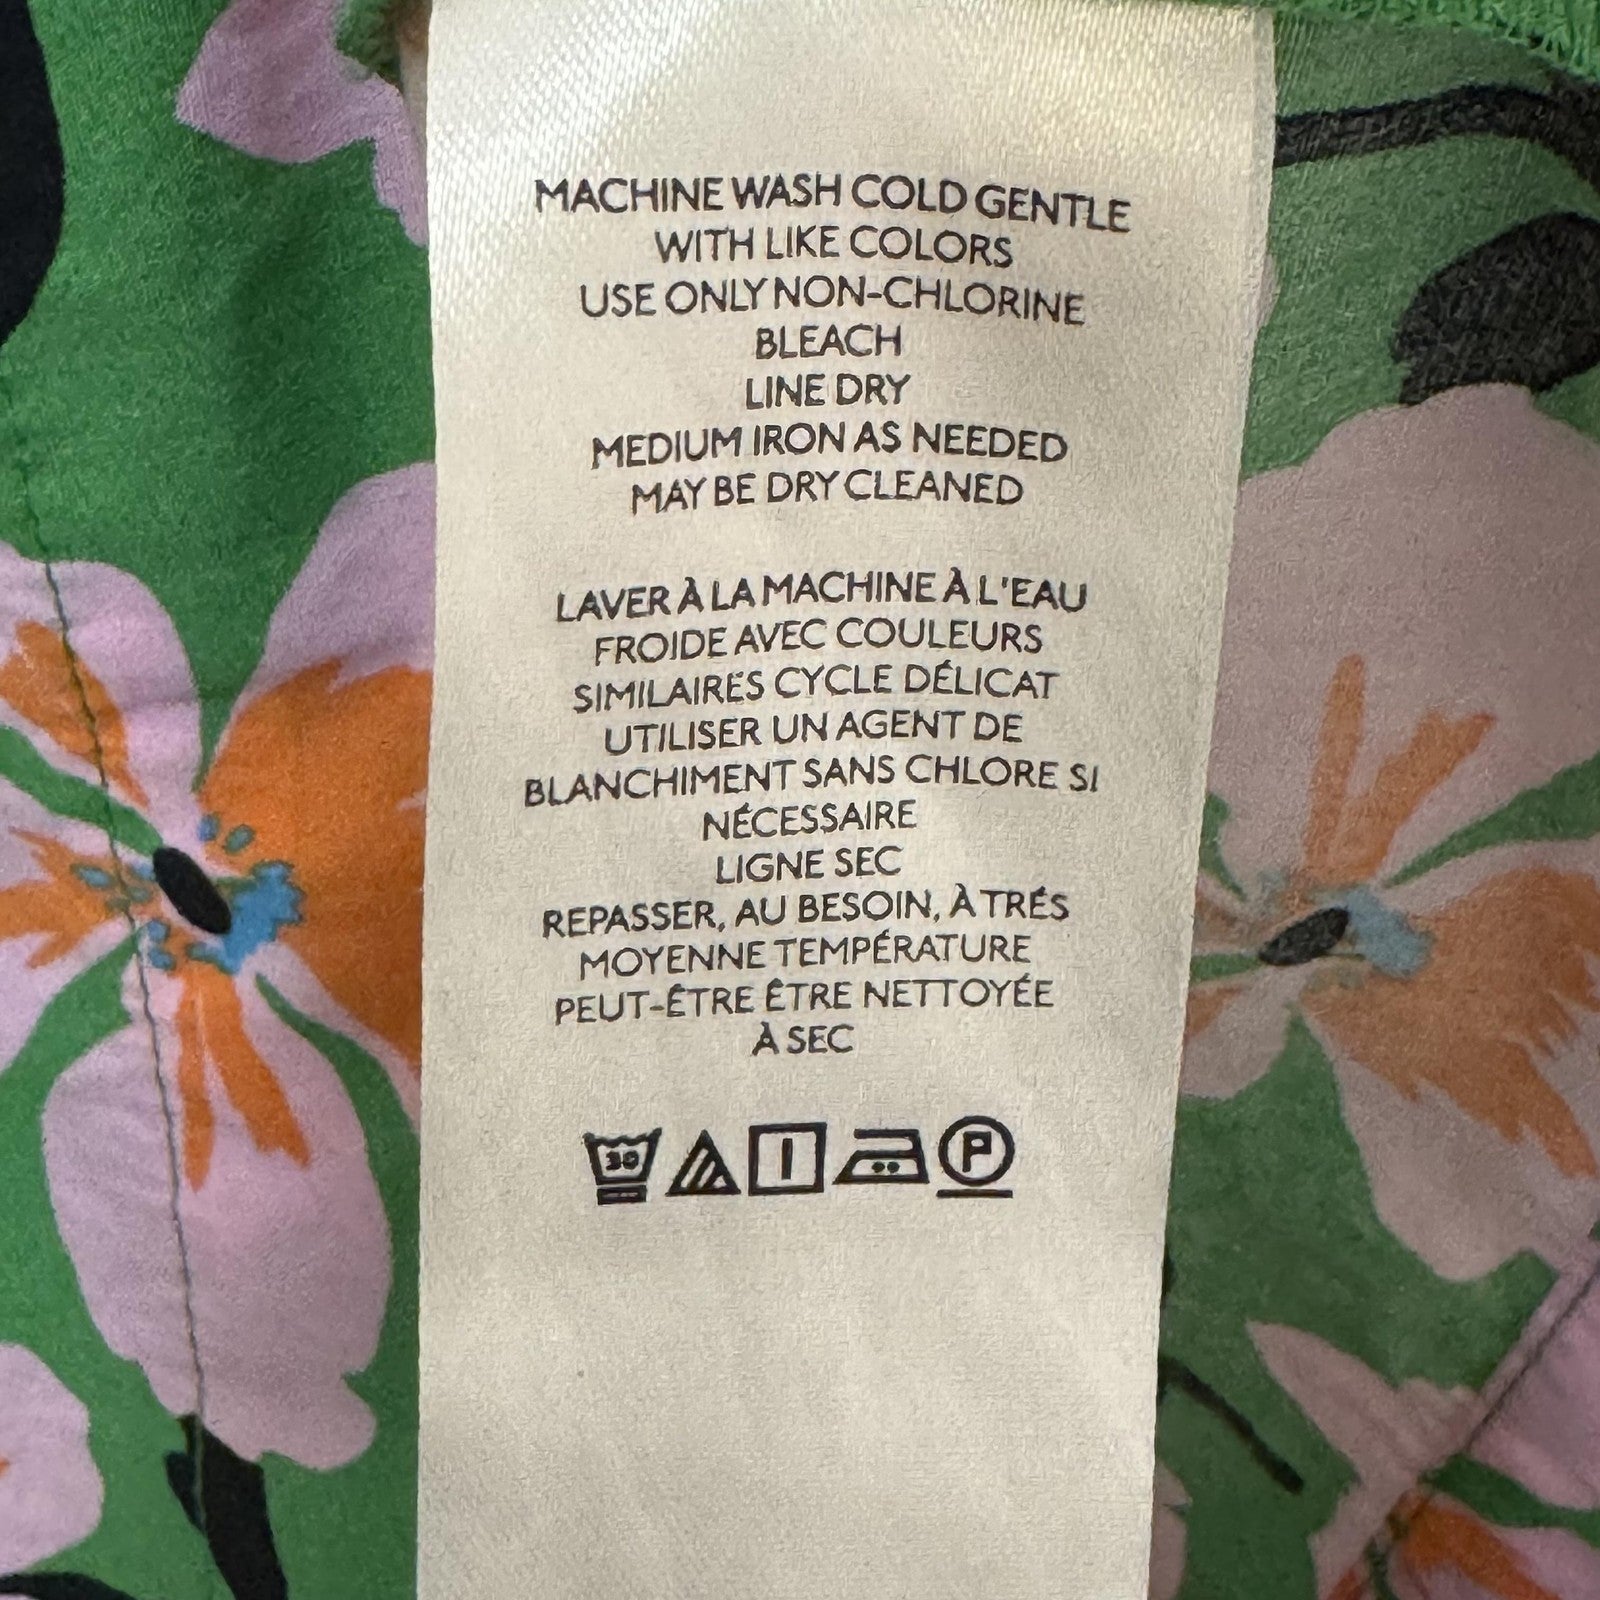 MACHINE WASH COLD GENTLE
WITH LIKE COLORS
USE ONLY NON-CHLORINE
BLEACH
LINE DRY
MEDIUM IRON AS NEEDED
MAY BE DRY CLEANED
LAVER À LA MACHINE À L'EAU
FROIDE AVEC COULEURS
SIMILAIRES CYCLE DÉLICAT
UTILISER UN AGENT DE
BLANCHIMENT SANS CHLORE SI
NÉCESSAIRE
LIGNE SEC
REPASSER, AU BESOIN, À TRÉS
MOYENNE TEMPÉRATURE
PEUT-ÊTRE ÊTRE NETTOYÉE
À SEC
30 P